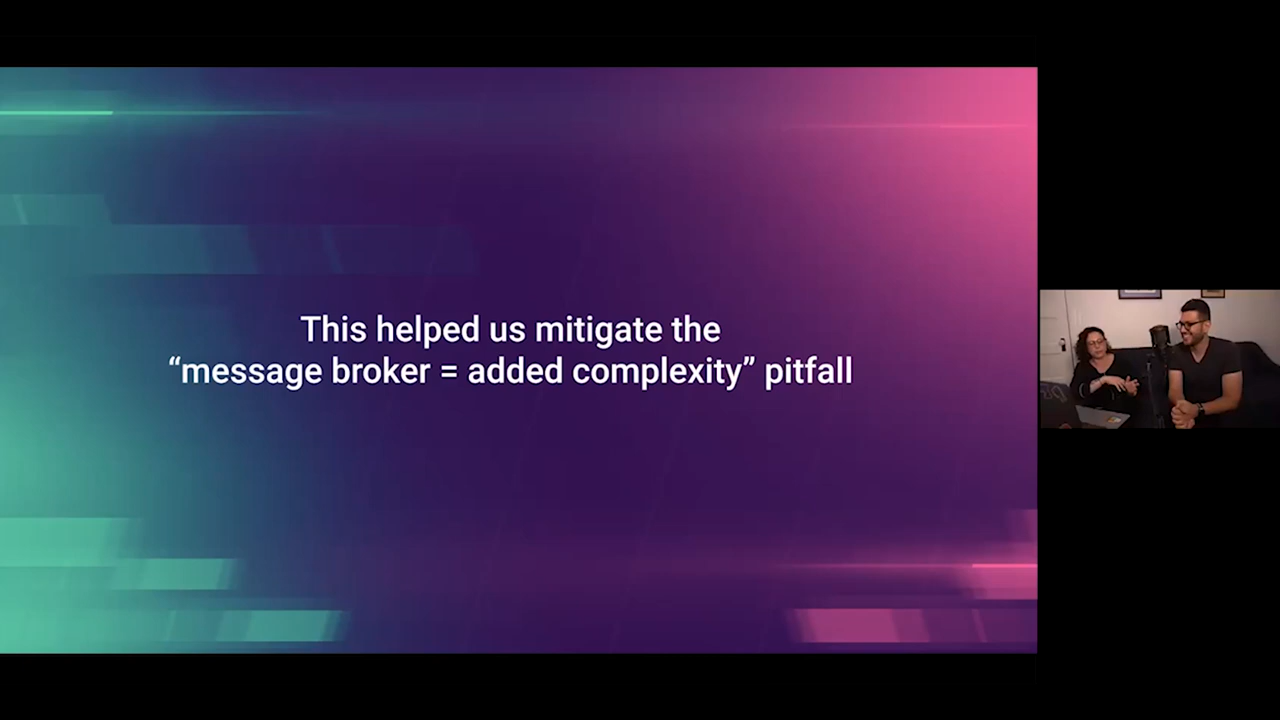 This helped us mitigate the
“message broker = added complexity” pitfall